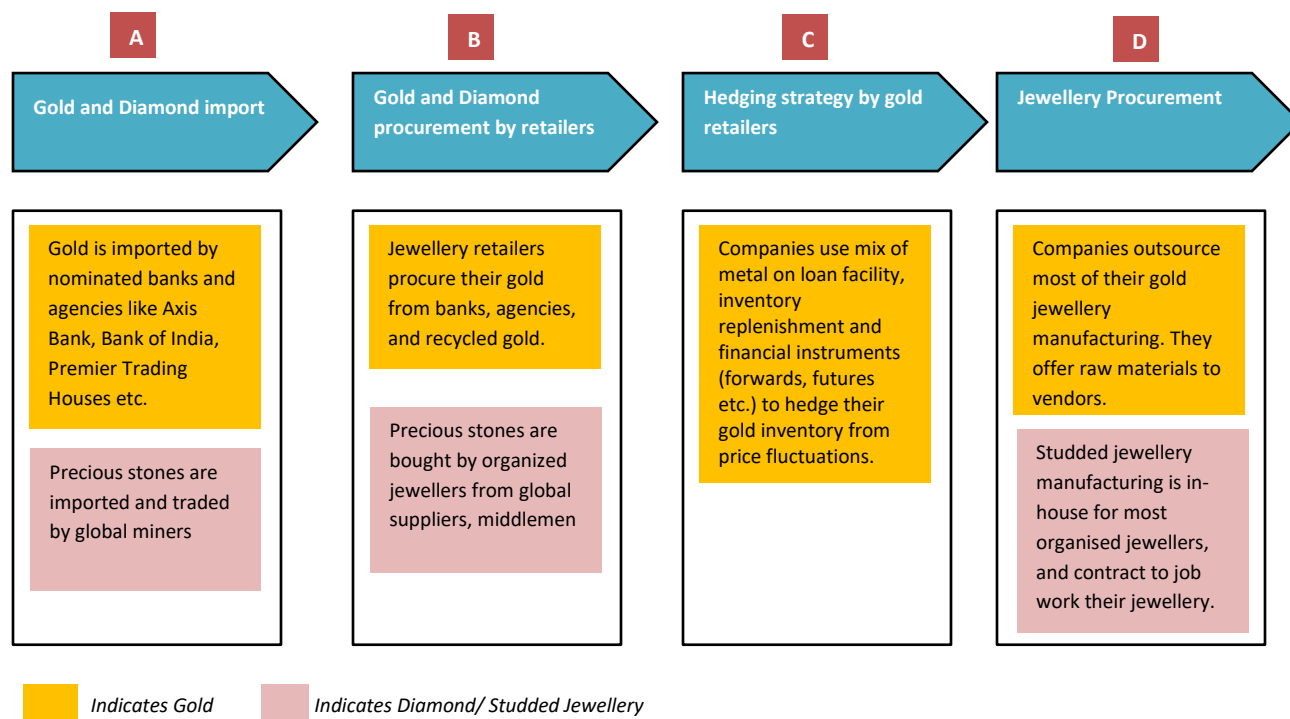 A
B
C
D
Gold and Diamond import
Gold and Diamond
procurement by retailers
Hedging strategy by gold
retailers
Jewellery Procurement
Gold is imported by
nominated banks and
agencies like Axis
Bank, Bank of India,
Premier Trading
Houses etc.
Precious stones are
imported and traded
by global miners
Jewellery retailers
procure their gold
from banks, agencies,
and recycled gold.
Precious stones are
bought by organized
jewellers from global
suppliers, middlemen
Companies use mix of
metal on loan facility,
inventory
replenishment and
financial instruments
(forwards, futures
etc.) to hedge their
gold inventory from
price fluctuations.
Companies outsource
most of their gold
jewellery
manufacturing. They
offer raw materials to
vendors.
Studded jewellery
manufacturing is in-
house for most
organised jewellers,
and contract to job
work their jewellery.
Indicates Gold
Indicates Diamond/ Studded Jewellery